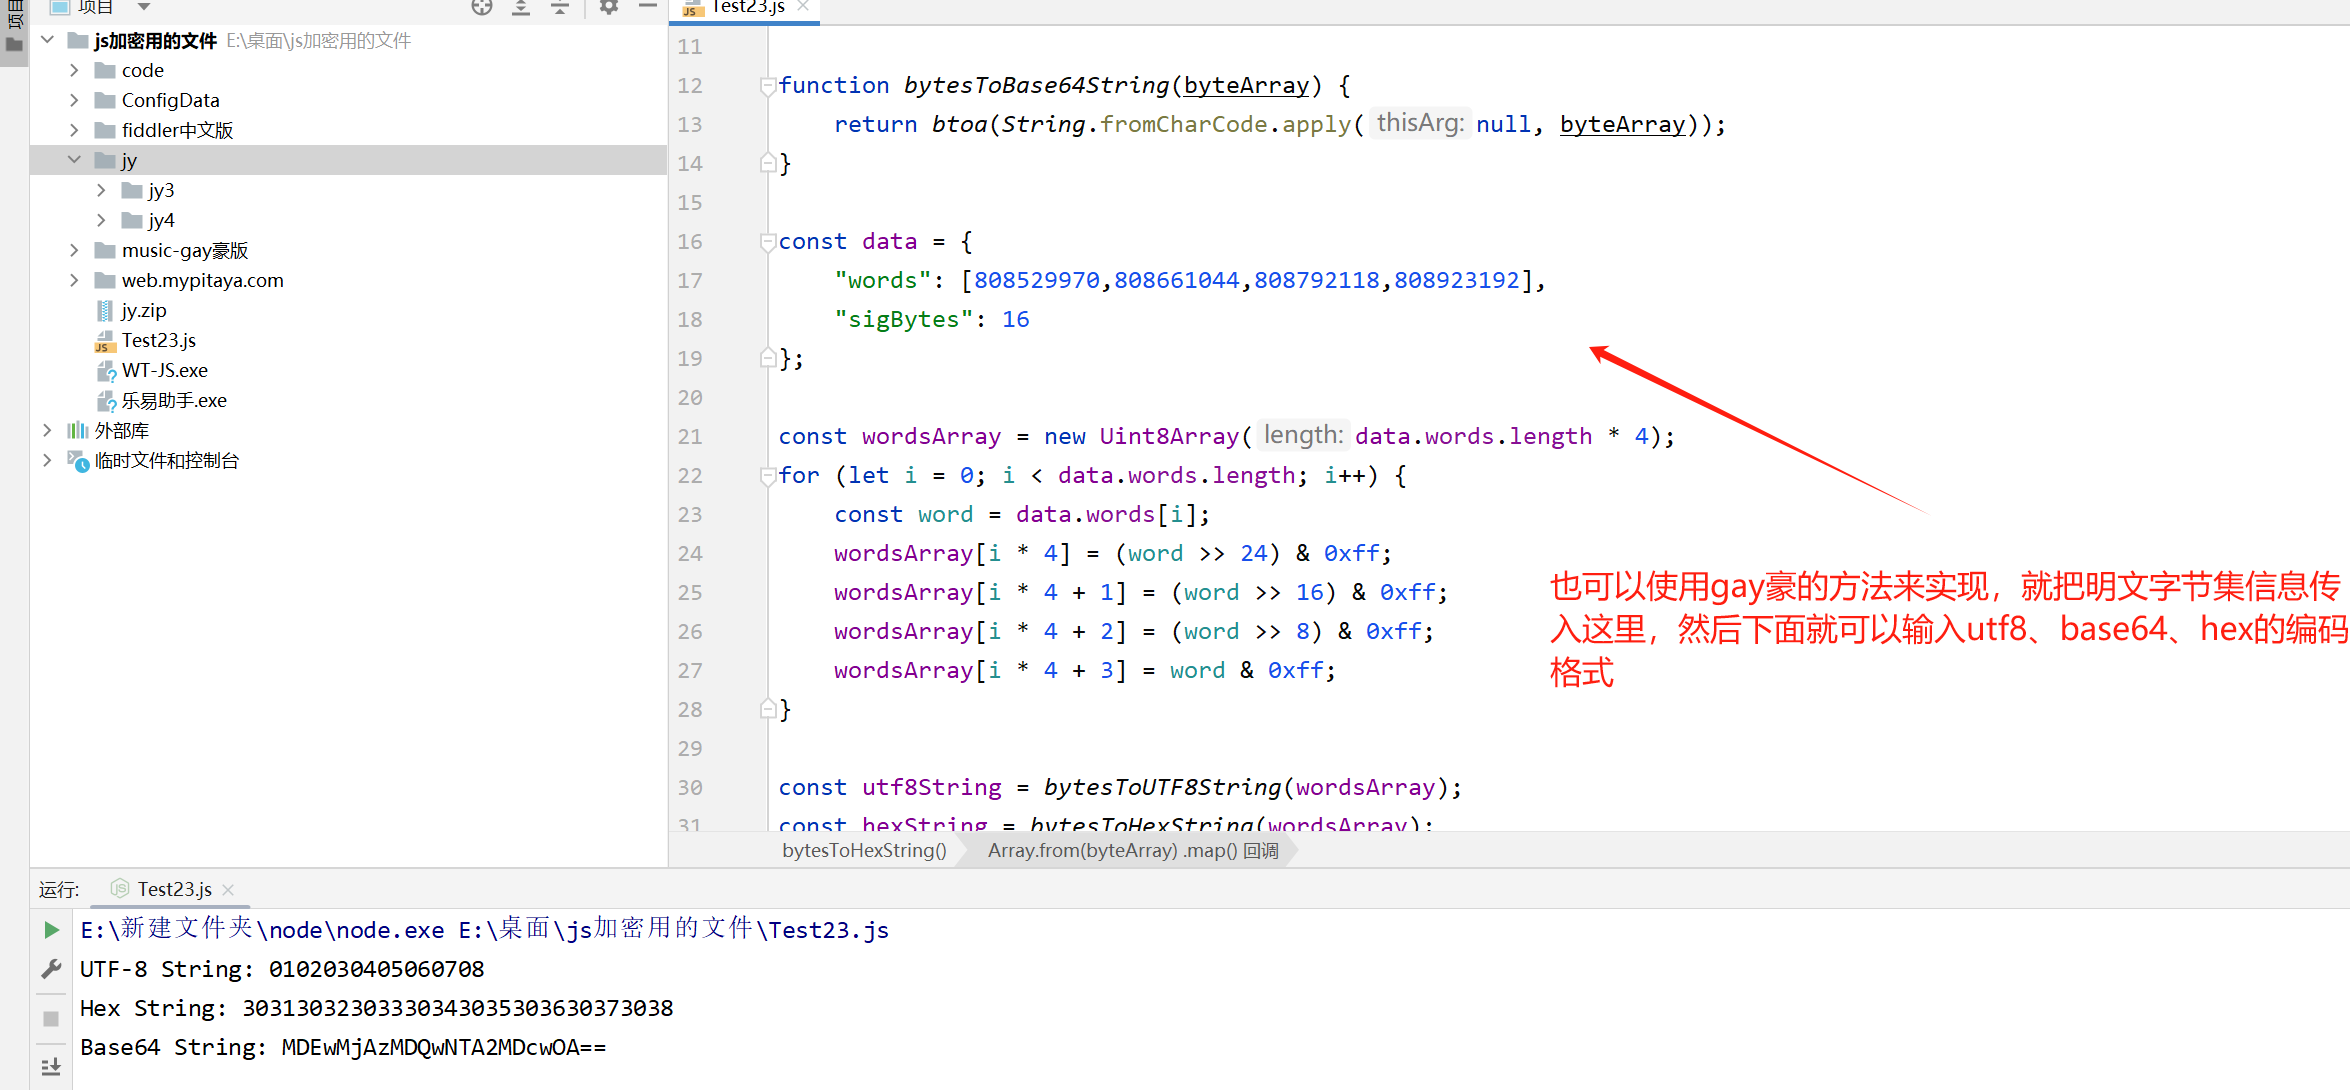 项目
项目
js加密用的文件 E:\桌面\js加密用的文件
code
ConfigData
fiddler中文版
jy
jy3
jy4
music-gay豪版
web.mypitaya.com
jy.zip
Test23.js
WT-JS.exe
乐易助手.exe
外部库
临时文件和控制台
Test23.js
11
12 function bytesToBase64String(byteArray) {
13 return btoa(String.fromCharCode.apply( thisArg: null, byteArray));
14 }
15
16 const data = {
17 "words": [808529970,808661044,808792118,808923192],
18 "sigBytes": 16
19 };
20
21 const wordsArray = new Uint8Array( length: data.words.length * 4);
22 for (let i = 0; i < data.words.length; i++) {
23 const word = data.words[i];
24 wordsArray[i * 4] = (word >> 24) & 0xff;
25 wordsArray[i * 4 + 1] = (word >> 16) & 0xff;
26 wordsArray[i * 4 + 2] = (word >> 8) & 0xff;
27 wordsArray[i * 4 + 3] = word & 0xff;
28 }
29
30 const utf8String = bytesToUTF8String(wordsArray);
31 const hexString = bytesToHexString(wordsArray);
也可以使用gay豪的方法来实现，就把明文字节集信息传
入这里，然后下面就可以输入utf8、base64、hex的编码
格式
bytesToHexString() Array.from(byteArray) .map() 回调
运行: Test23.js
E:\新建文件夹\node\node.exe E:\桌面\js加密用的文件\Test23.js
UTF-8 String: 0102030405060708
Hex String: 30313032303330343035303630373038
Base64 String: MDEwMjAzMDQwNTA2MDcwOA==